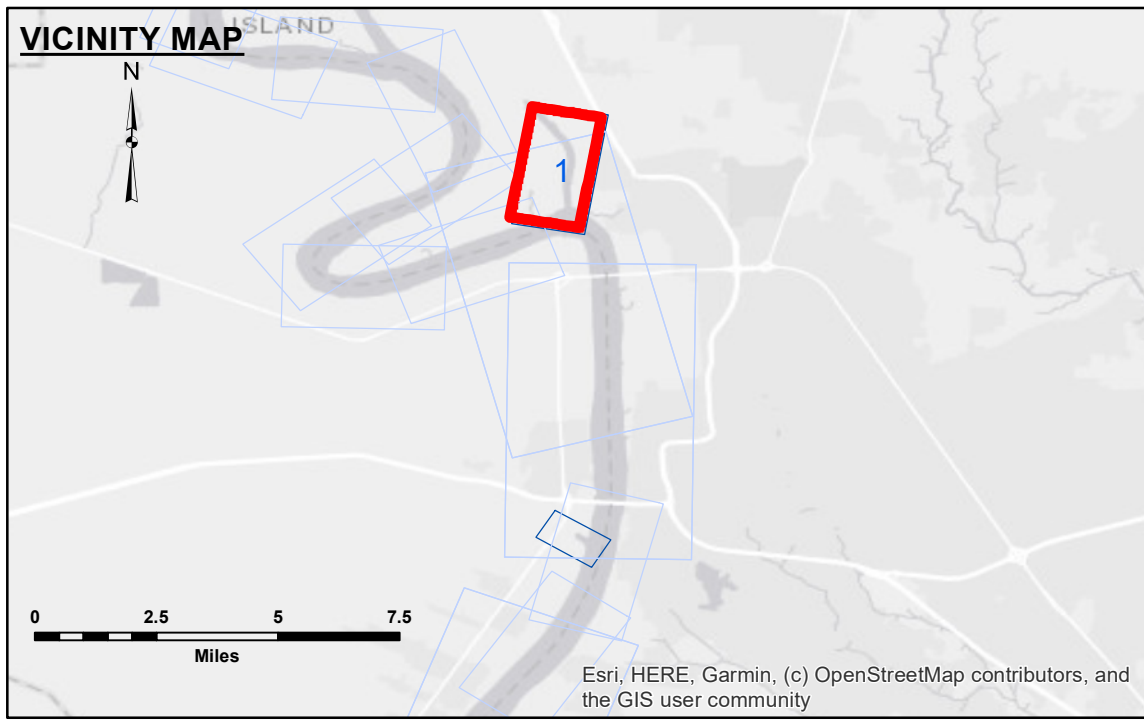 ISLAND
VICINITY MAP
N
1
0 2.5 5 7.5
Miles
Esri, HERE, Garmin, (c) OpenStreetMap contributors, and
the GIS user community